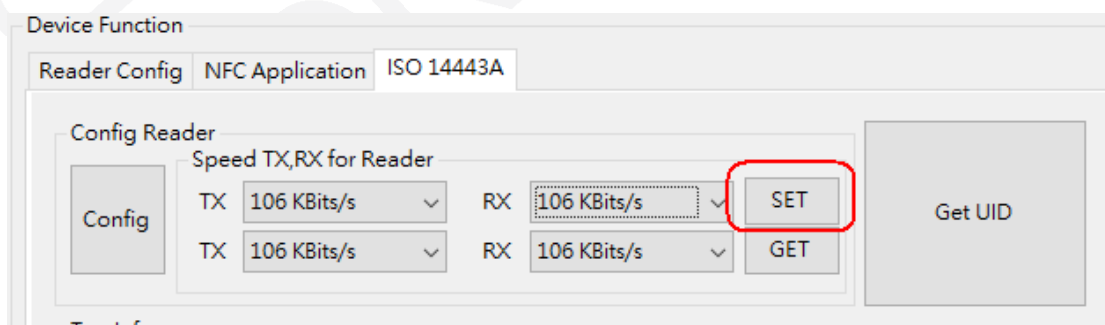 Device Function
Reader Config NFC Application ISO 14443A
Config Reader
Speed TX,RX for Reader
Config
TX 106 KBits/s RX 106 KBits/s SET
TX 106 KBits/s RX 106 KBits/s GET
Get UID